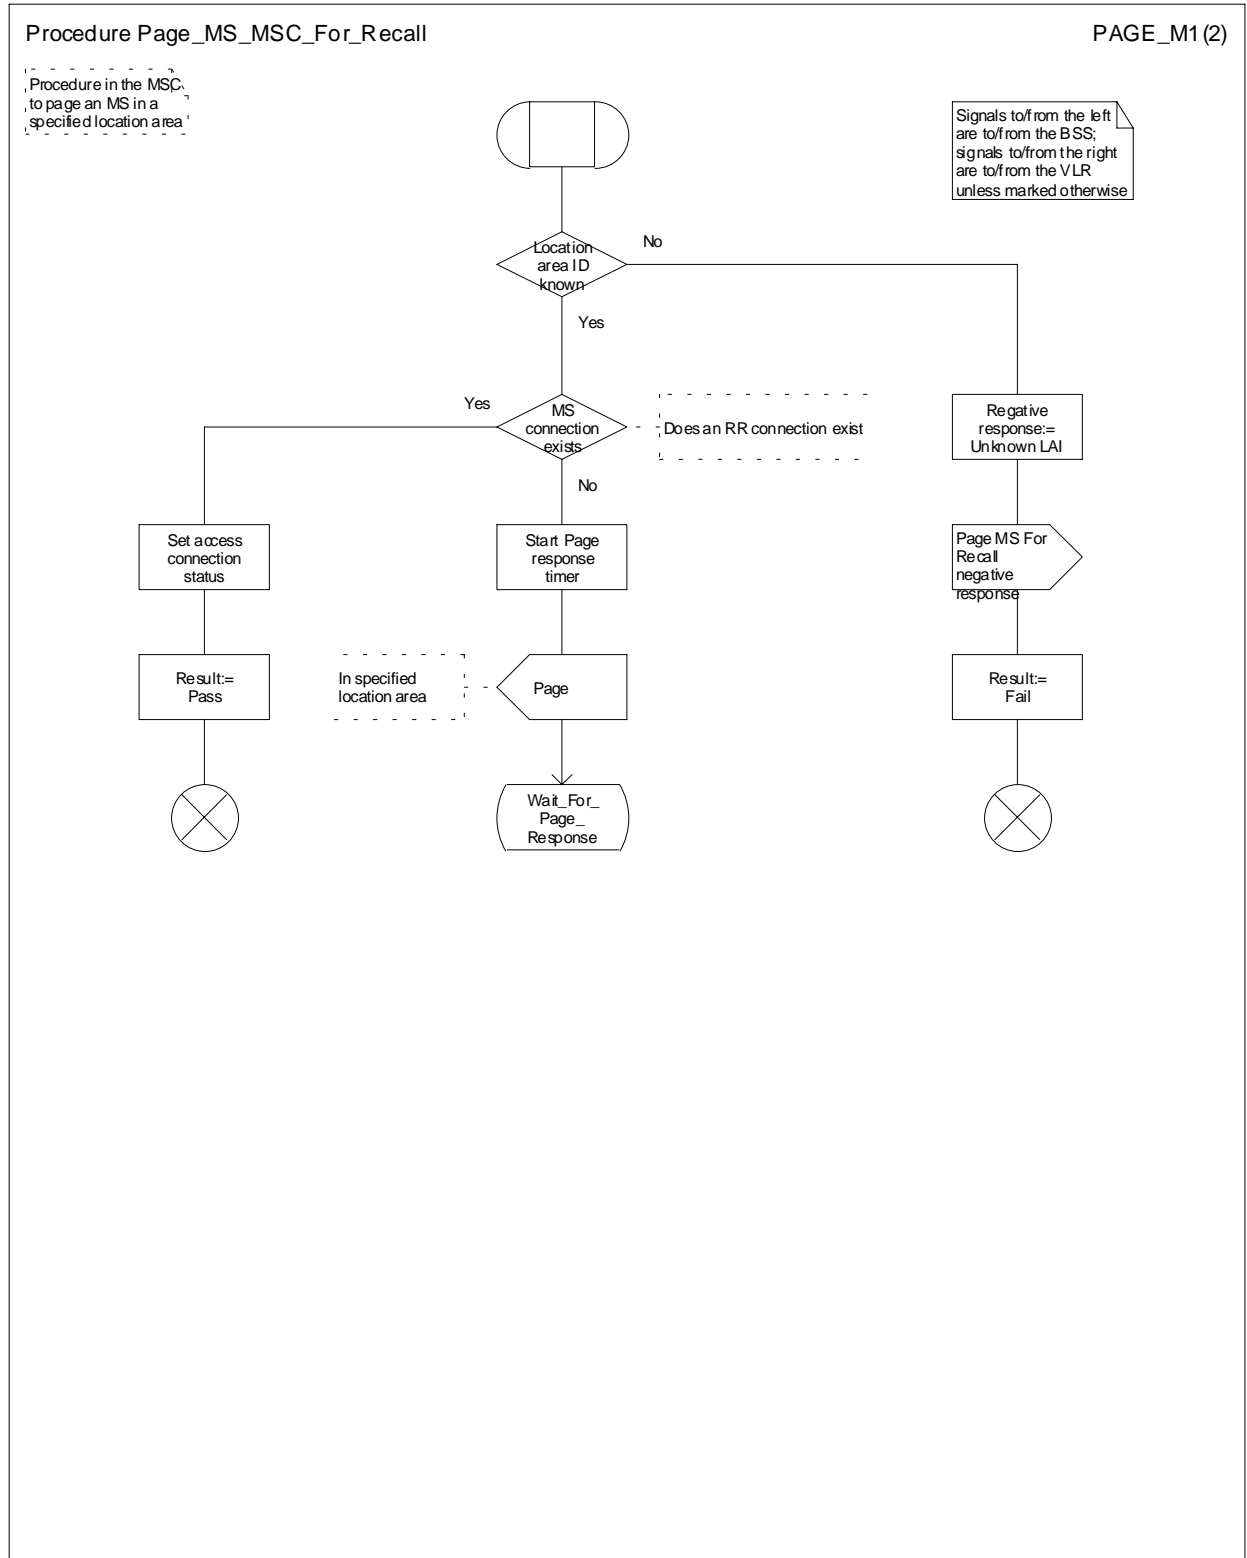 Procedure Page_MS_MSC_For_Recall
PAGE_M1(2)
Procedure in the MSC
to page an MS in a
specified location area
Signals to/from the left
are to/from the BSS;
signals to/from the right
are to/from the VLR
unless marked otherwise
Location
area ID
known
No
Yes
Yes
MS
connection
exists
Does an RR connection exist
No
Regative
response:=
Unknown LAI
Set access
connection
status
Start Page
response
timer
Page MS For
Recall
negative
response
Result:=
Pass
In specified
location area
Page
Result:=
Fail
Wait_For_
Page_
Response